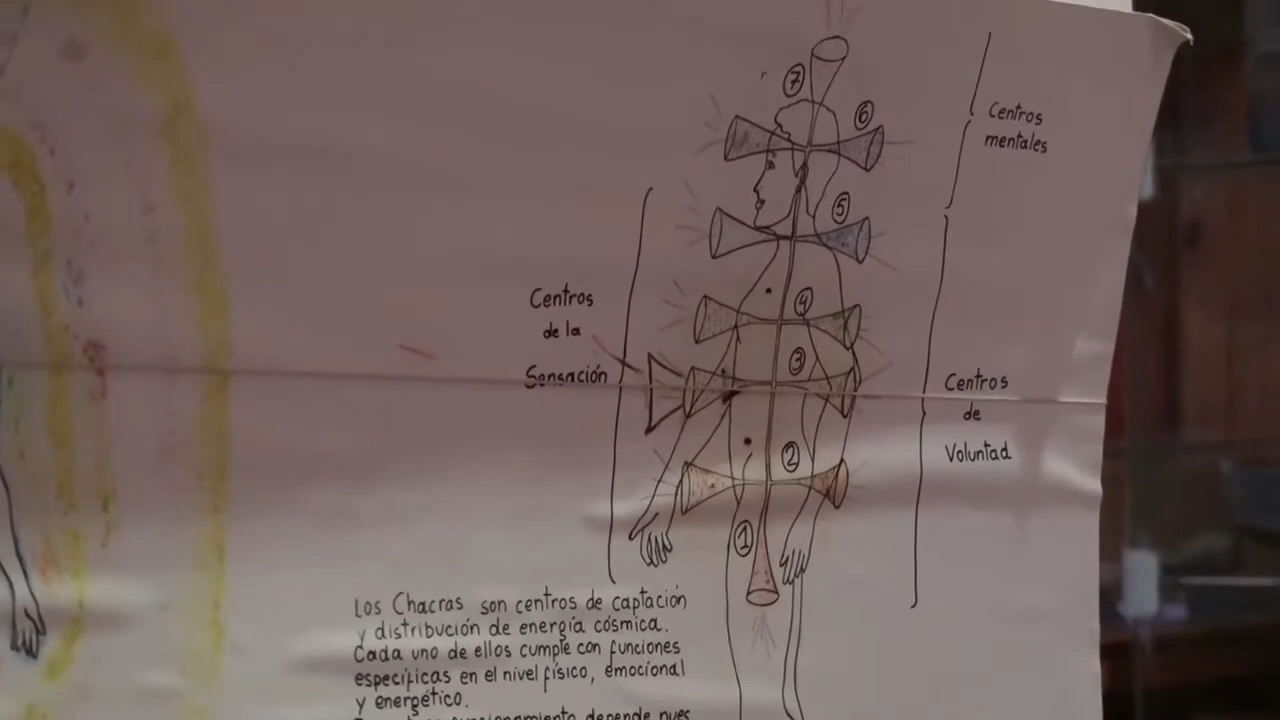 7
6
Centros
mentales
5
Centros
de la
Sensación
4
3
Centros
de
Voluntad
2
1
Los Chacras son centros de captación
y distribución de energía cósmica.
Cada uno de ellos cumple con funciones
específicas en el nivel físico, emocional
y energético.
depende pues